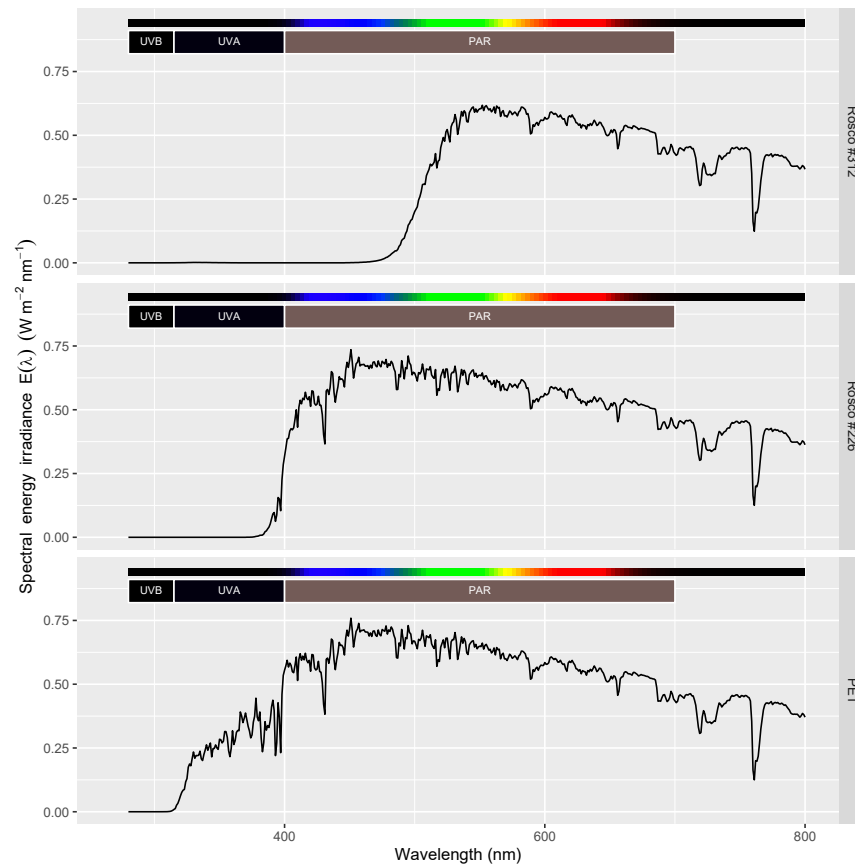 UVB UVA PAR
0.75
0.50
0.25
0.00
Rosco #312
UVB UVA PAR
0.75
0.50
0.25
0.00
Rosco #226
UVB UVA PAR
0.75
0.50
0.25
0.00
PET
Spectral energy irradiance E(λ) (W m⁻² nm⁻¹)
400 600 800
Wavelength (nm)